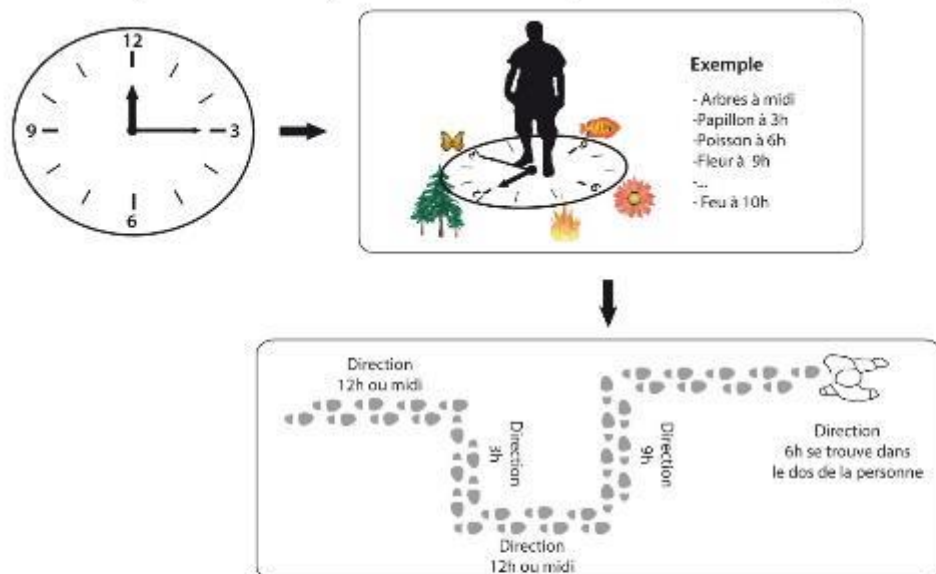 12
9
3
6
Exemple
- Arbres à midi
-Papillon à 3h
-Poisson à 6h
-Fleur à 9h
-...
- Feu à 10h
Direction
12h ou midi
Direction
3h
Direction
12h ou midi
Direction
9h
Direction
6h se trouve dans
le dos de la personne